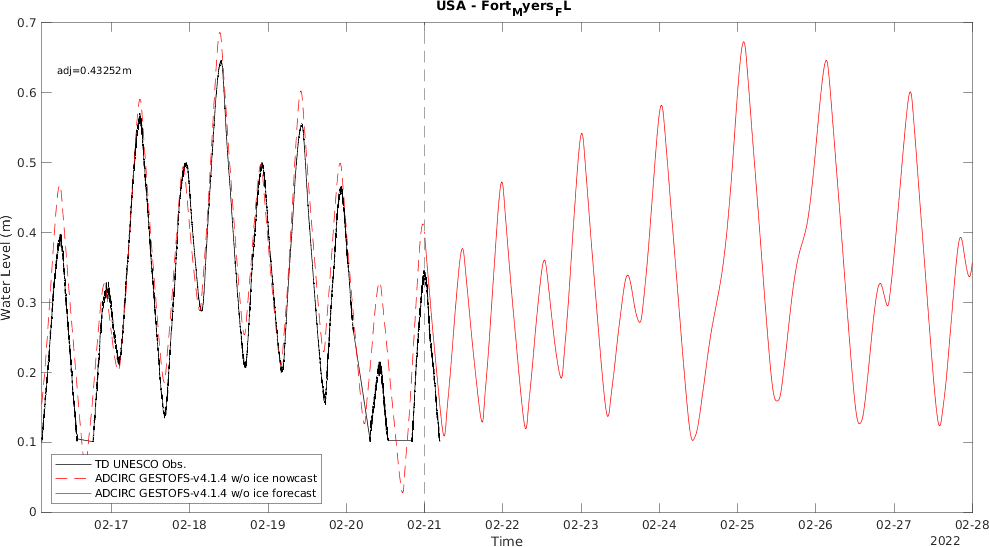 USA - Fort_Myers_FL
adj=0.43252m
0.7
0.6
0.5
0.4
0.3
0.2
0.1
0
Water Level (m)
TD UNESCO Obs.
ADCIRC GESTOFS-v4.1.4 w/o ice nowcast
ADCIRC GESTOFS-v4.1.4 w/o ice forecast
02-17 02-18 02-19 02-20 02-21 02-22 02-23 02-24 02-25 02-26 02-27 02-28
Time
2022